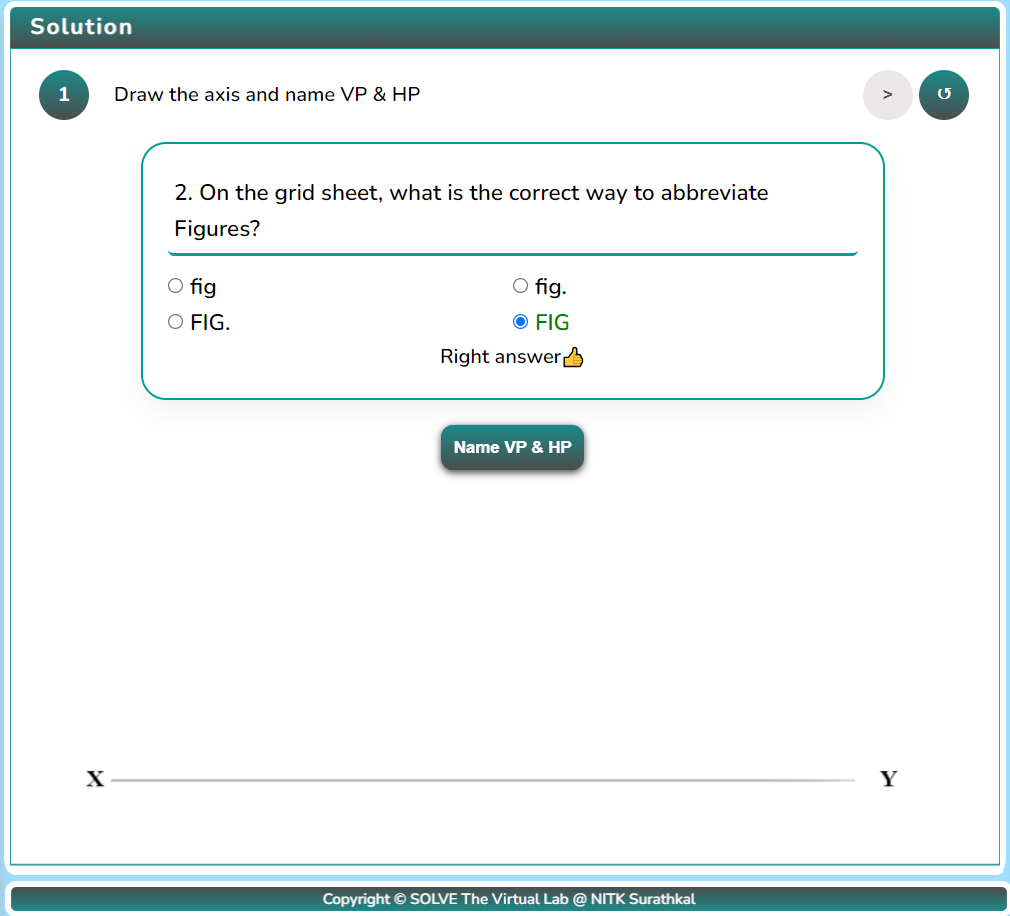 Solution
1 Draw the axis and name VP & HP > ↺
2. On the grid sheet, what is the correct way to abbreviate
Figures?
fig fig.
FIG. FIG
Right answer👍
Name VP & HP
X Y
Copyright © SOLVE The Virtual Lab @ NITK Surathkal